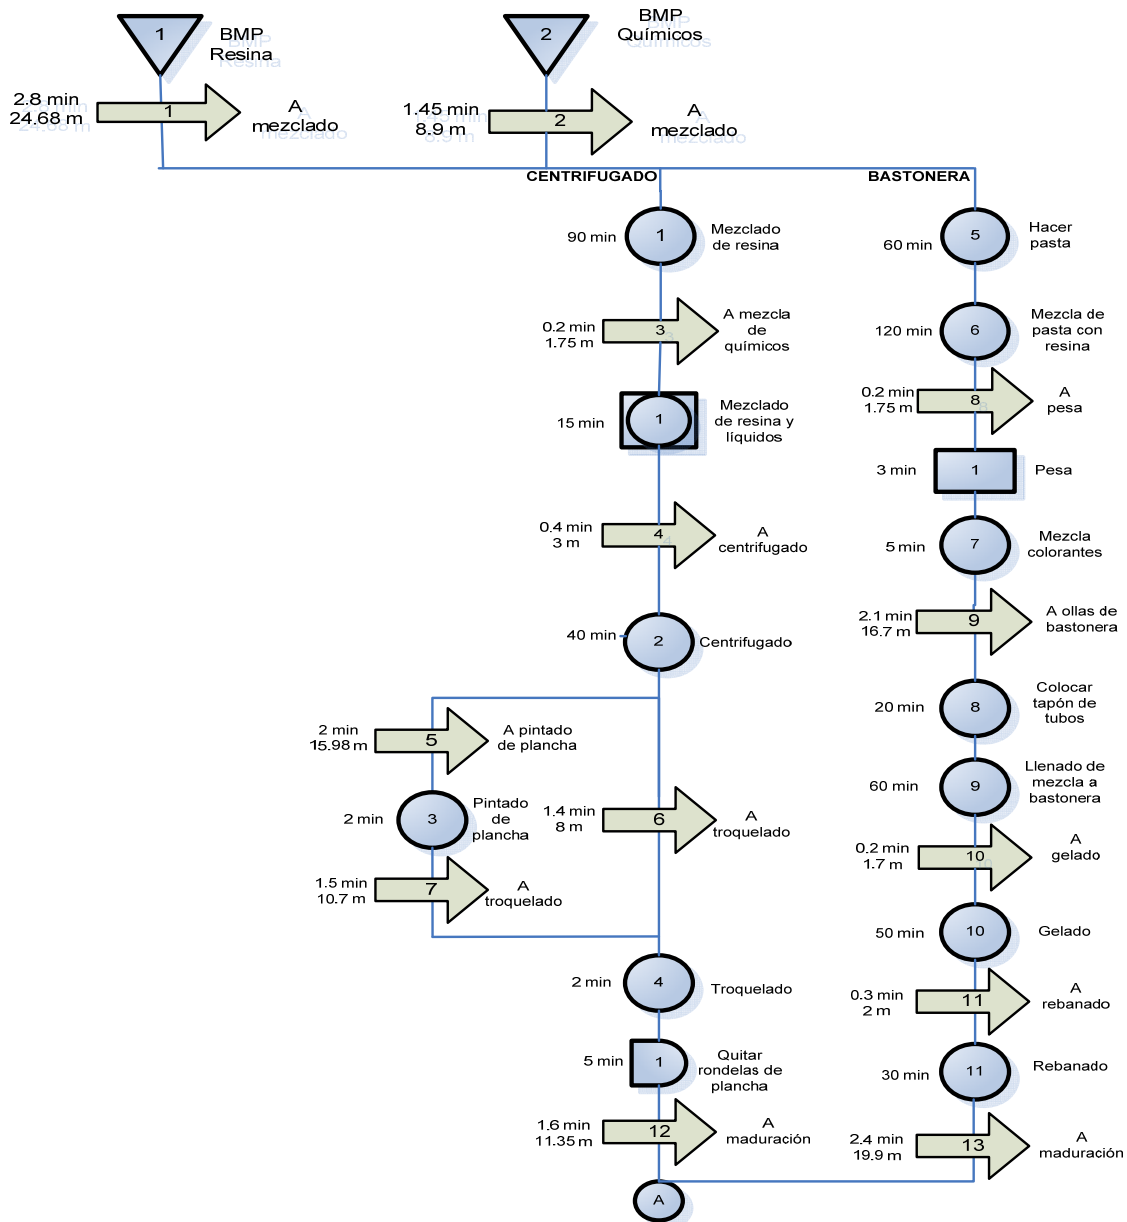 1
BMP
Resina
2
BMP
Químicos
2.8 min
24.68 m
1
A
mezclado
1.45 min
8.9 m
2
A
mezclado
CENTRIFUGADO
90 min
1
Mezclado
de resina
0.2 min
1.75 m
3
A mezcla
de
químicos
15 min
1
Mezclado
de resina y
líquidos
0.4 min
3 m
4
A
centrifugado
40 min
2
Centrifugado
2 min
15.98 m
5
A pintado
de plancha
2 min
3
Pintado
de
plancha
1.5 min
10.7 m
7
A
troquelado
1.4 min
8 m
6
A
troquelado
2 min
4
Troquelado
5 min
1
Quitar
rondelas de
plancha
1.6 min
11.35 m
12
A
maduración
BASTONERA
60 min
5
Hacer
pasta
120 min
6
Mezcla de
pasta con
resina
0.2 min
1.75 m
8
A
pesa
3 min
1
Pesa
5 min
7
Mezcla
colorantes
2.1 min
16.7 m
9
A ollas de
bastonera
20 min
8
Colocar
tapón de
tubos
60 min
9
Llenado de
mezcla a
bastonera
0.2 min
1.7 m
10
A
gelado
50 min
10
Gelado
0.3 min
2 m
11
A
rebanado
30 min
11
Rebanado
2.4 min
19.9 m
13
A
maduración
A